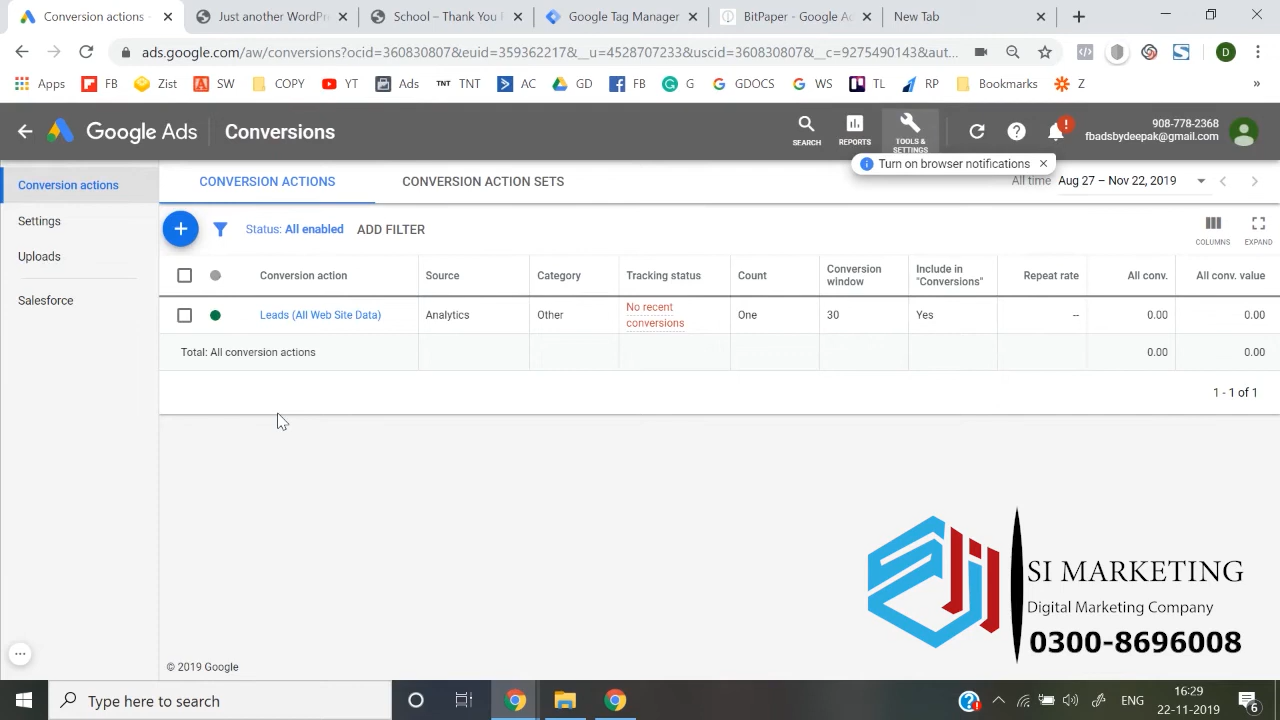 Conversion actions -
Just another WordPr
School – Thank You
Google Tag Manager
BitPaper - Google A
New Tab
ads.google.com/aw/conversions?ocid=360830807&euid=359362217&__u=4528707233&uscid=360830807&__c=9275490143&aut...
D
Apps
FB
Zist
SW
COPY
YT
Ads
TNT TNT
AC
GD
FB
G
GDOCS
WS
TL
RP
Bookmarks
Z
»
Google Ads
Conversions
SEARCH
REPORTS
TOOLS &
SETTINGS
908-778-2368
fbadsbydeepak@gmail.com
Turn on browser notifications
Conversion actions
Settings
Uploads
Salesforce
CONVERSION ACTIONS
CONVERSION ACTION SETS
All time Aug 27 – Nov 22, 2019
Status: All enabled
ADD FILTER
COLUMNS
EXPAND
Conversion action
Source
Category
Tracking status
Count
Conversion
window
Include in
"Conversions"
Repeat rate
All conv.
All conv. value
Leads (All Web Site Data)
Analytics
Other
No recent
conversions
One
30
Yes
--
0.00
0.00
Total: All conversion actions
0.00
0.00
1 - 1 of 1
SI MARKETING
Digital Marketing Company
0300-8696008
© 2019 Google
Type here to search
ENG
16:29
22-11-2019
6